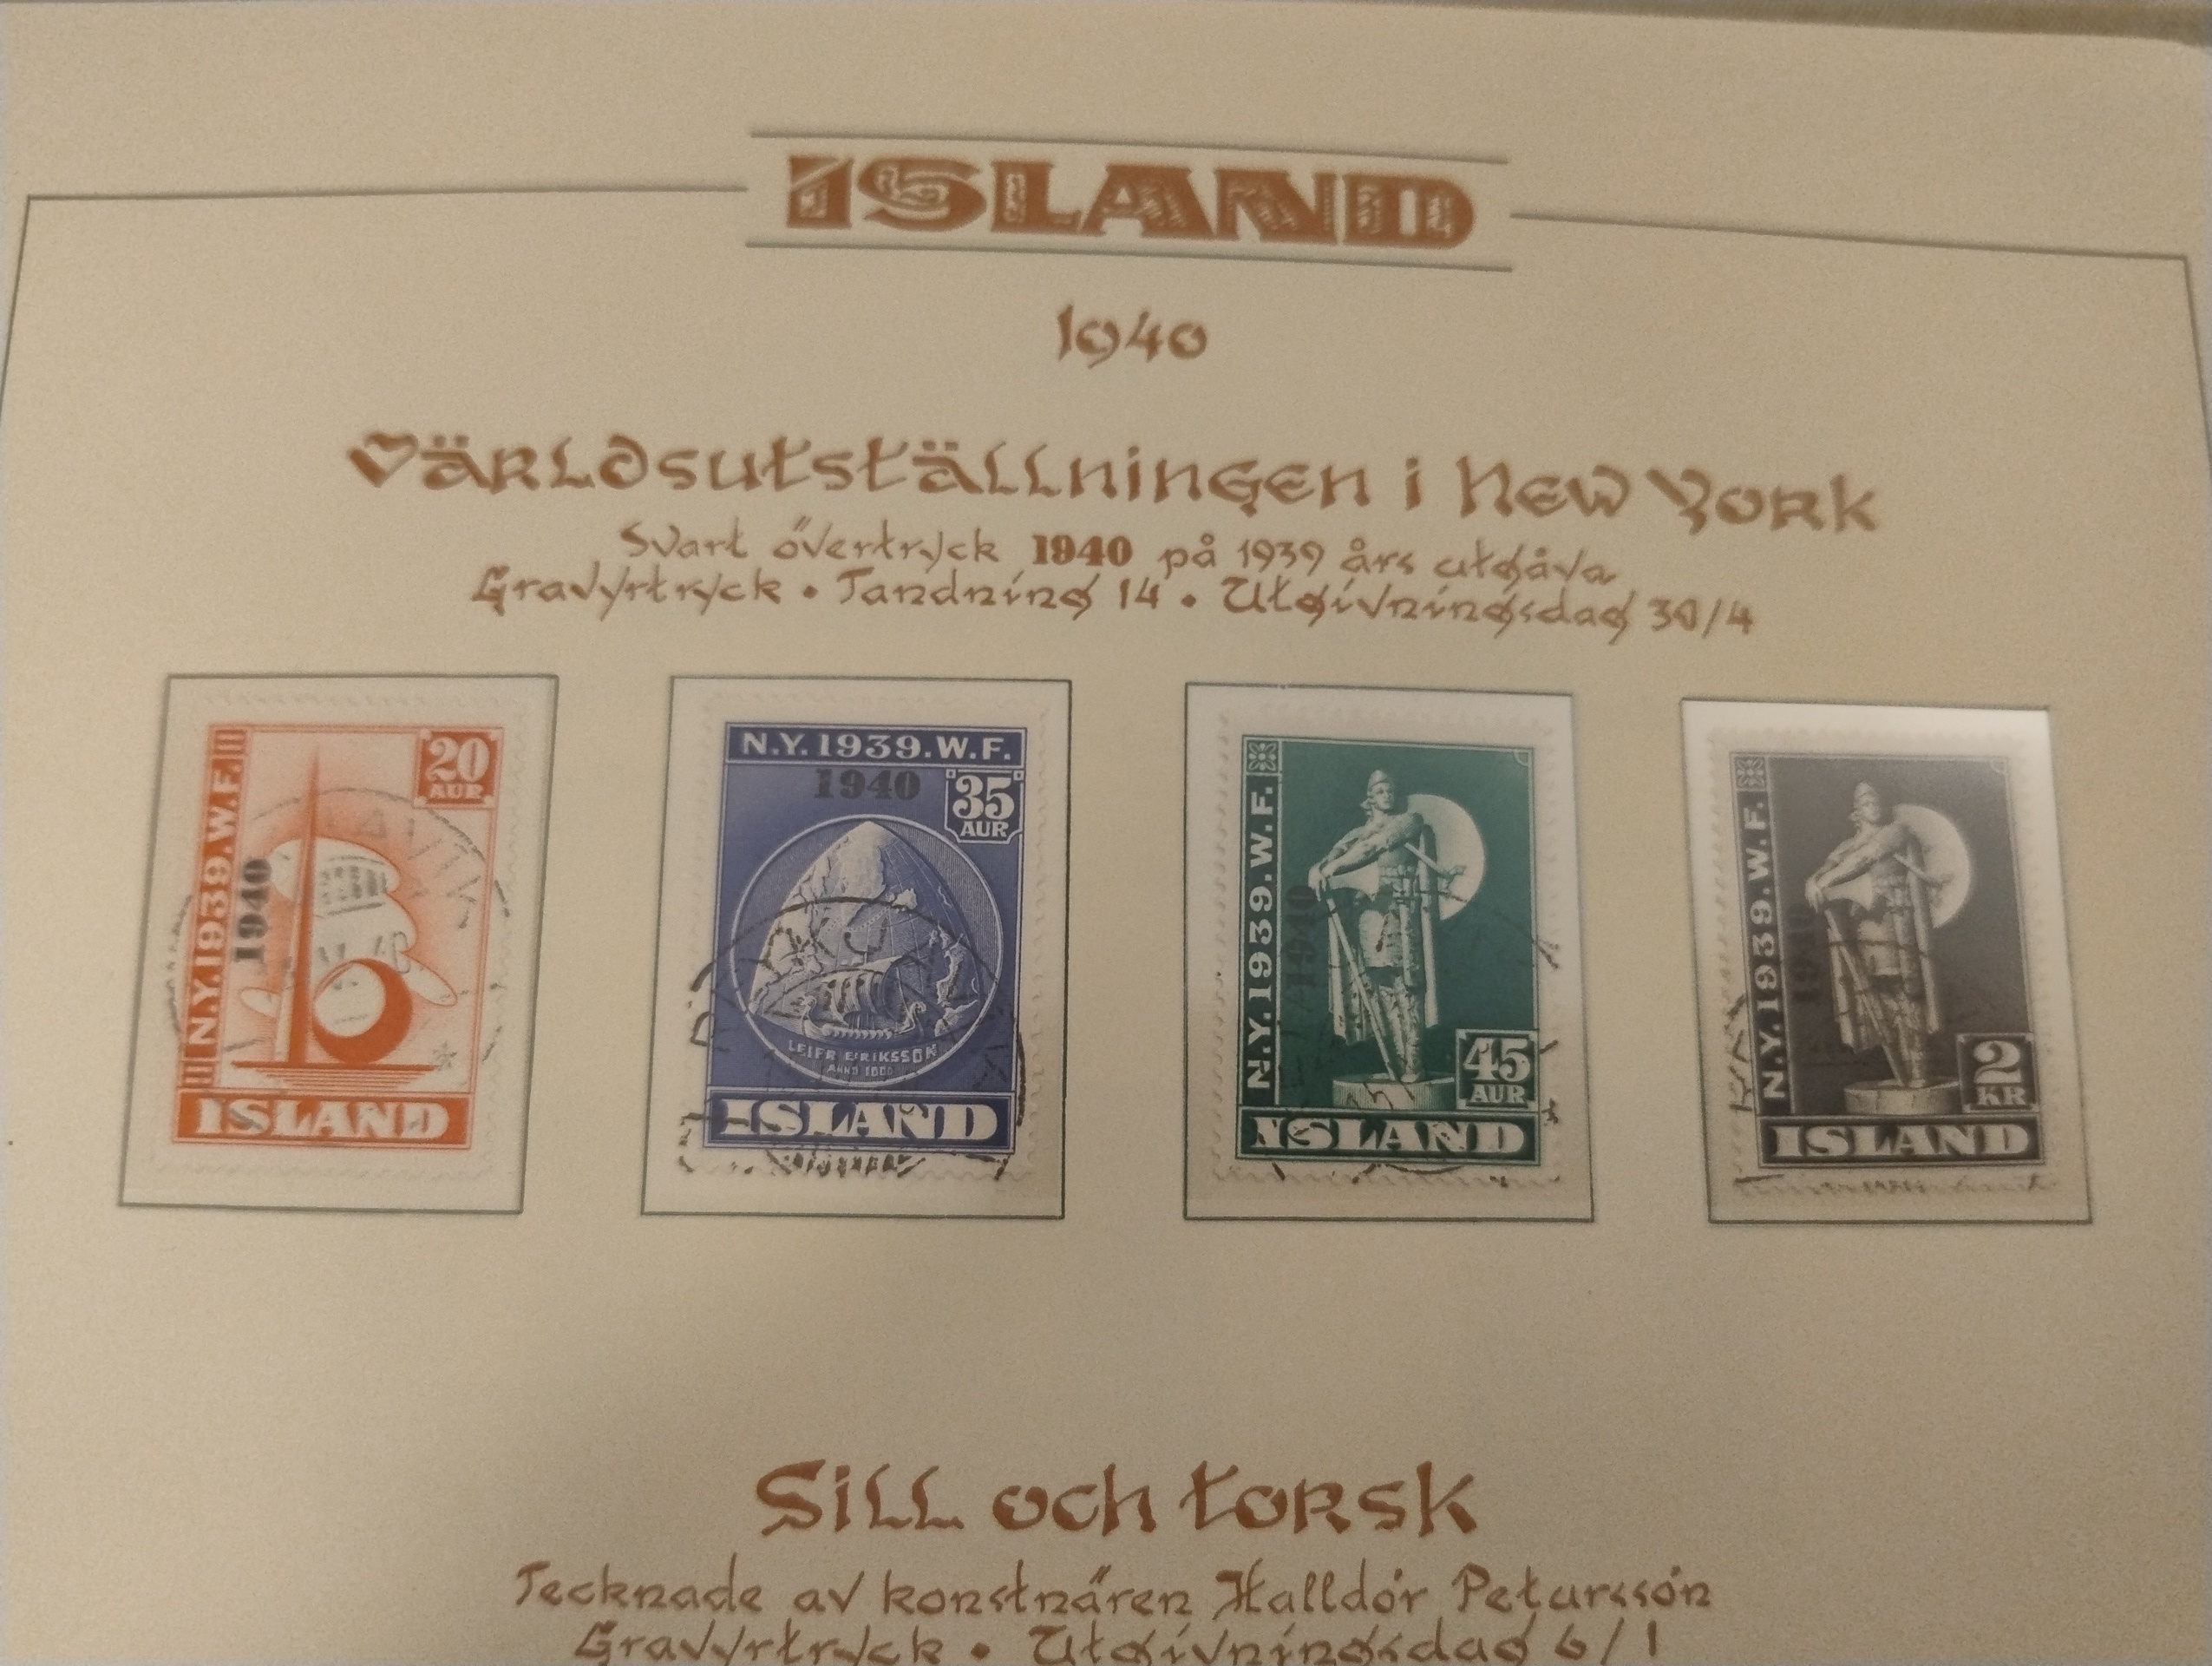 ISLAND
1940
Världsutställningen i New York
Svart övertryck 1940 på 1939 års utgåva
Gravyrtryck • Tandning 14 • Utgivningsdag 30/4
N.Y.1939.W.F.
20
AUR
1940
ISLAND
N.Y.1939.W.F.
1940
35
AUR
LEIFR EIRIKSSON
ANNO 1000
ISLAND
N.Y.1939.W.F.
1940
45
AUR
ISLAND
N.Y.1939.W.F.
1940
2
KR
ISLAND
Sill och torsk
Tecknade av konstnären Halldór Petursson
Gravyrtryck • Utgivningsdag 6/1